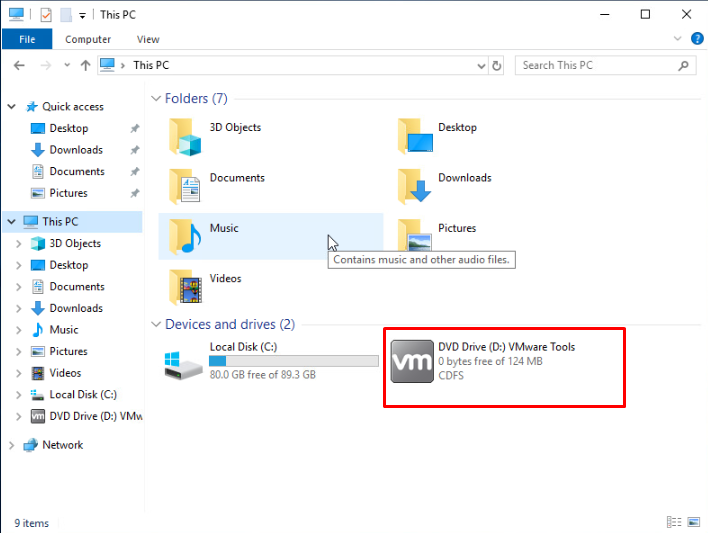 This PC
File Computer View
This PC
Search This PC
Quick access
Desktop
Downloads
Documents
Pictures
This PC
3D Objects
Desktop
Documents
Downloads
Music
Pictures
Videos
Local Disk (C:)
DVD Drive (D:) VMw
Network
Folders (7)
3D Objects
Desktop
Documents
Downloads
Music
Pictures
Contains music and other audio files.
Videos
Devices and drives (2)
Local Disk (C:)
80.0 GB free of 89.3 GB
vm
DVD Drive (D:) VMware Tools
0 bytes free of 124 MB
CDFS
9 items